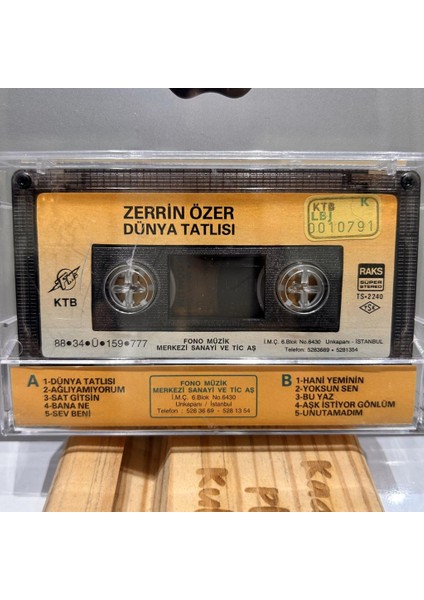 ZERRİN ÖZER
DÜNYA TATLISI
KTB
K
LBJ
0010791
KTB
RAKS
SÜPER
STEREO
TS•2240
TSE
88•34•Ü•159•777
FONO MÜZİK
MERKEZİ SANAYİ VE TİC AŞ
İ.M.Ç. 6.Blok No.6430 Unkapanı - İSTANBUL
Telefon: 5283669 • 5281354
A
1-DÜNYA TATLISI
2-AĞLIYAMIYORUM
3-SAT GİTSİN
4-BANA NE
5-SEV BENİ
FONO MÜZİK
MERKEZİ SANAYİ VE TİC AŞ
İ.M.Ç. 6.Blok No.6430
Unkapanı / İstanbul
Telefon : 528 36 69 - 528 13 54
B
1-HANİ YEMİNİN
2-YOKSUN SEN
3-BU YAZ
4-AŞK İSTİYOR GÖNLÜM
5-UNUTAMADIM